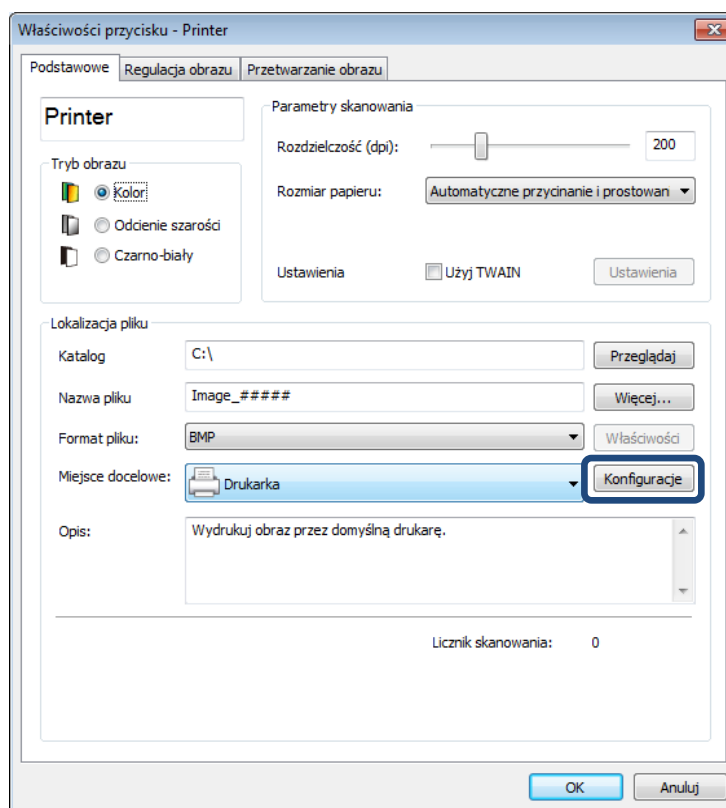 Właściwości przycisku - Printer
Podstawowe Regulacja obrazu Przetwarzanie obrazu
Printer
Tryb obrazu
Kolor
Odcienie szarości
Czarno-biały
Parametry skanowania
Rozdzielczość (dpi): 200
Rozmiar papieru: Automatyczne przycinanie i prostowan
Ustawienia Użyj TWAIN Ustawienia
Lokalizacja pliku
Katalog C:\ Przeglądaj
Nazwa pliku Image_##### Więcej...
Format pliku: BMP Właściwości
Miejsce docelowe: Drukarka Konfiguracje
Opis: Wydrukuj obraz przez domyślną drukarę.
Licznik skanowania: 0
OK Anuluj